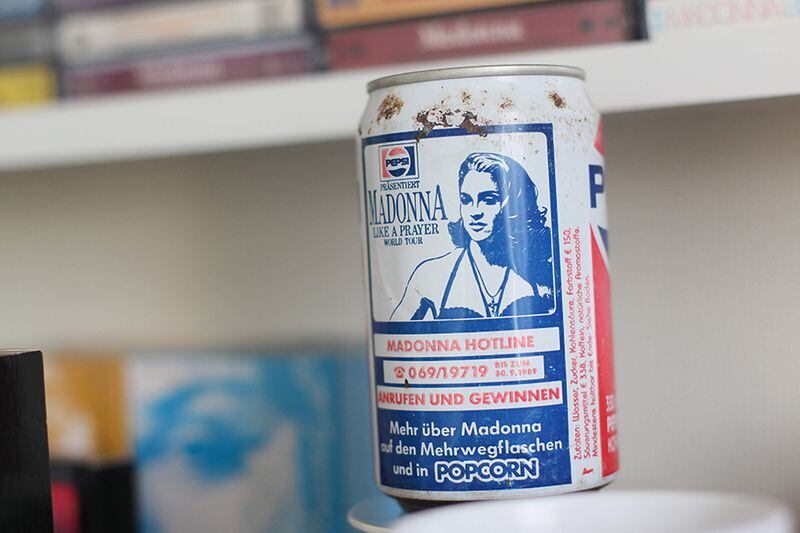 Madonna
MADONNA
PEPSI
PRÄSENTIERT
MADONNA
LIKE A PRAYER
WORLD TOUR
MADONNA HOTLINE
☎ 069/19719 BIS ZUM
30.9.1989
ANRUFEN UND GEWINNEN
Mehr über Madonna
auf den Mehrwegflaschen
und in POPCORN
Zutaten: Wasser, Zucker, Kohlensäure, Farbstoff E 150,
Säuerungsmittel E 338, Koffein, natürliche Aromastoffe.
Mindestens haltbar bis Ende: Siehe Boden.
P